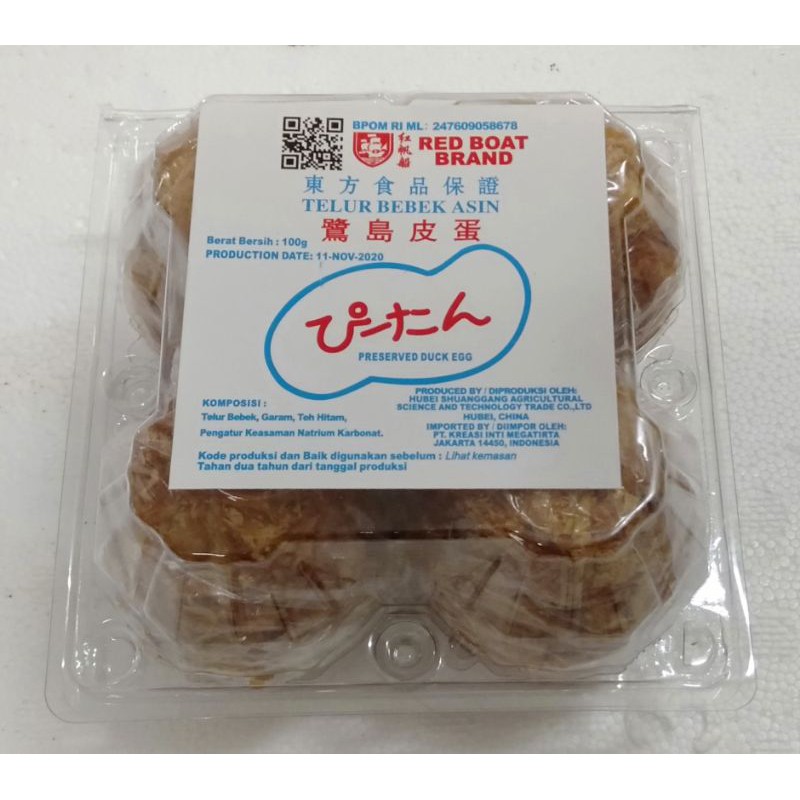 BPOM RI ML: 247609058678
紅帆船
RED BOAT
BRAND
東方食品保證
TELUR BEBEK ASIN
鷺島皮蛋
Berat Bersih : 100g
PRODUCTION DATE: 11-NOV-2020
ぴーたん
PRESERVED DUCK EGG
KOMPOSISI :
Telur Bebek, Garam, Teh Hitam,
Pengatur Keasaman Natrium Karbonat.
PRODUCED BY / DIPRODUKSI OLEH:
HUBEI SHUANGGANG AGRICULTURAL
SCIENCE AND TECHNOLOGY TRADE CO.,LTD
HUBEI, CHINA
IMPORTED BY / DIIMPOR OLEH:
PT. KREASI INTI MEGATIRTA
JAKARTA 14450, INDONESIA
Kode produksi dan Baik digunakan sebelum : Lihat kemasan
Tahan dua tahun dari tanggal produksi